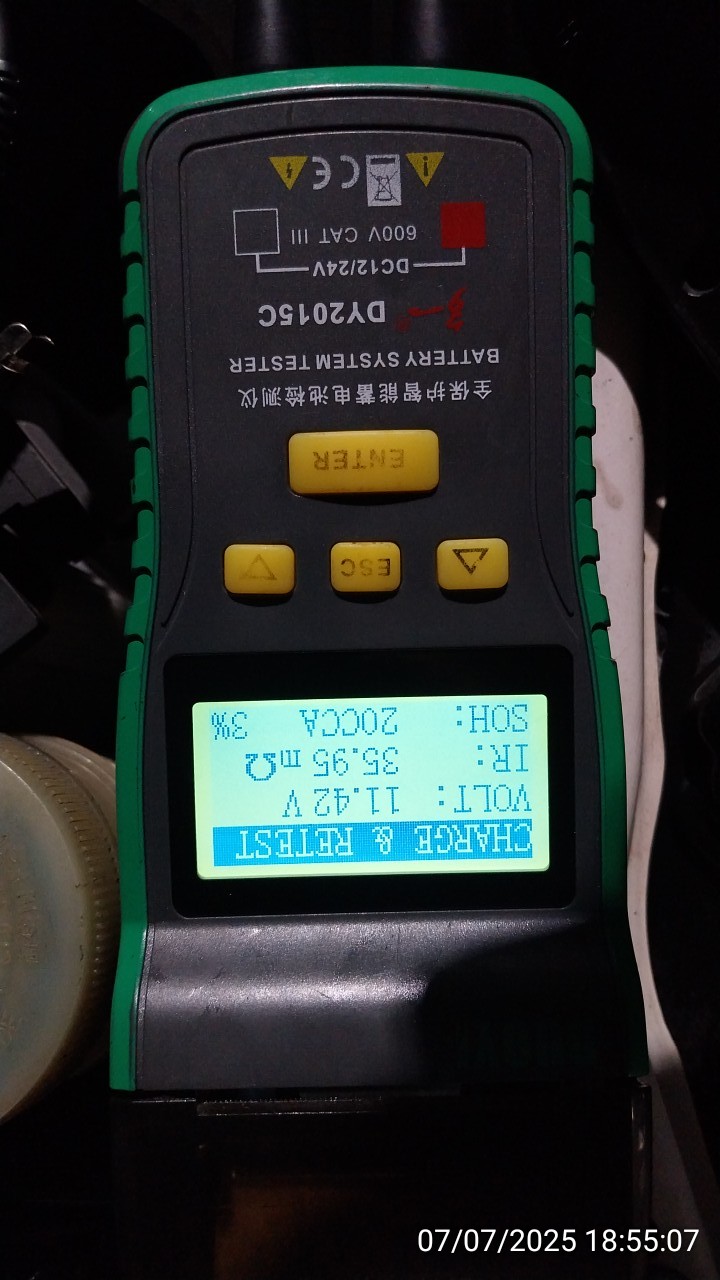 CHARGE & RETEST
VOLT: 11.42 V
IR: 35.95 mΩ
SOH: 20CCA 3%
ESC
ENTER
全保护智能蓄电池检测仪
BATTERY SYSTEM TESTER
DY2015C
DC12/24V
600V CAT III
CE
07/07/2025 18:55:07